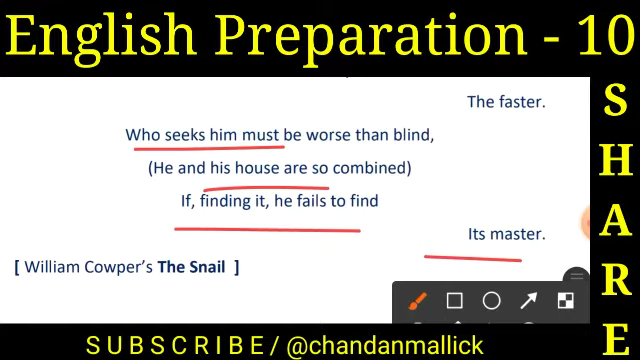 English Preparation - 10
The faster.
Who seeks him must be worse than blind,
(He and his house are so combined)
If, finding it, he fails to find
Its master.
[ William Cowper's The Snail ]
SUBSCRIBE/ @chandanmallick
SHARE